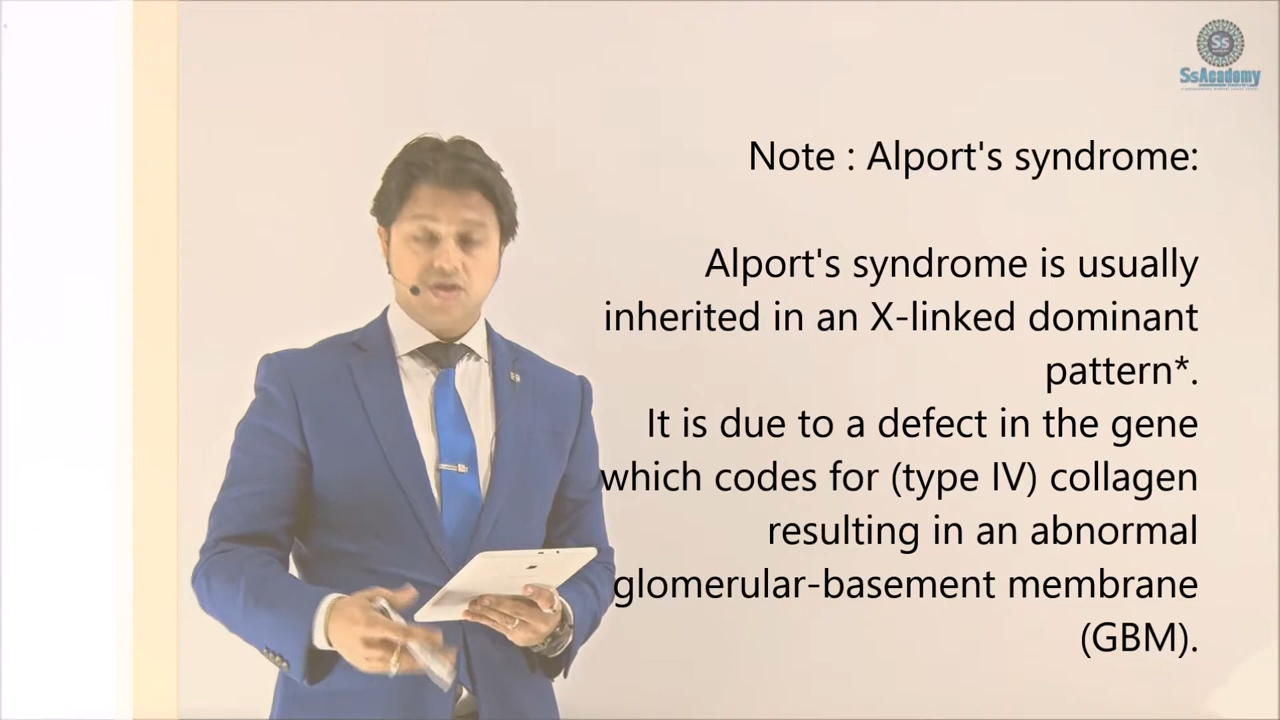 Ss
SsAcademy
Note : Alport's syndrome:
Alport's syndrome is usually
inherited in an X-linked dominant
pattern*.
It is due to a defect in the gene
which codes for (type IV) collagen
resulting in an abnormal
glomerular-basement membrane
(GBM).